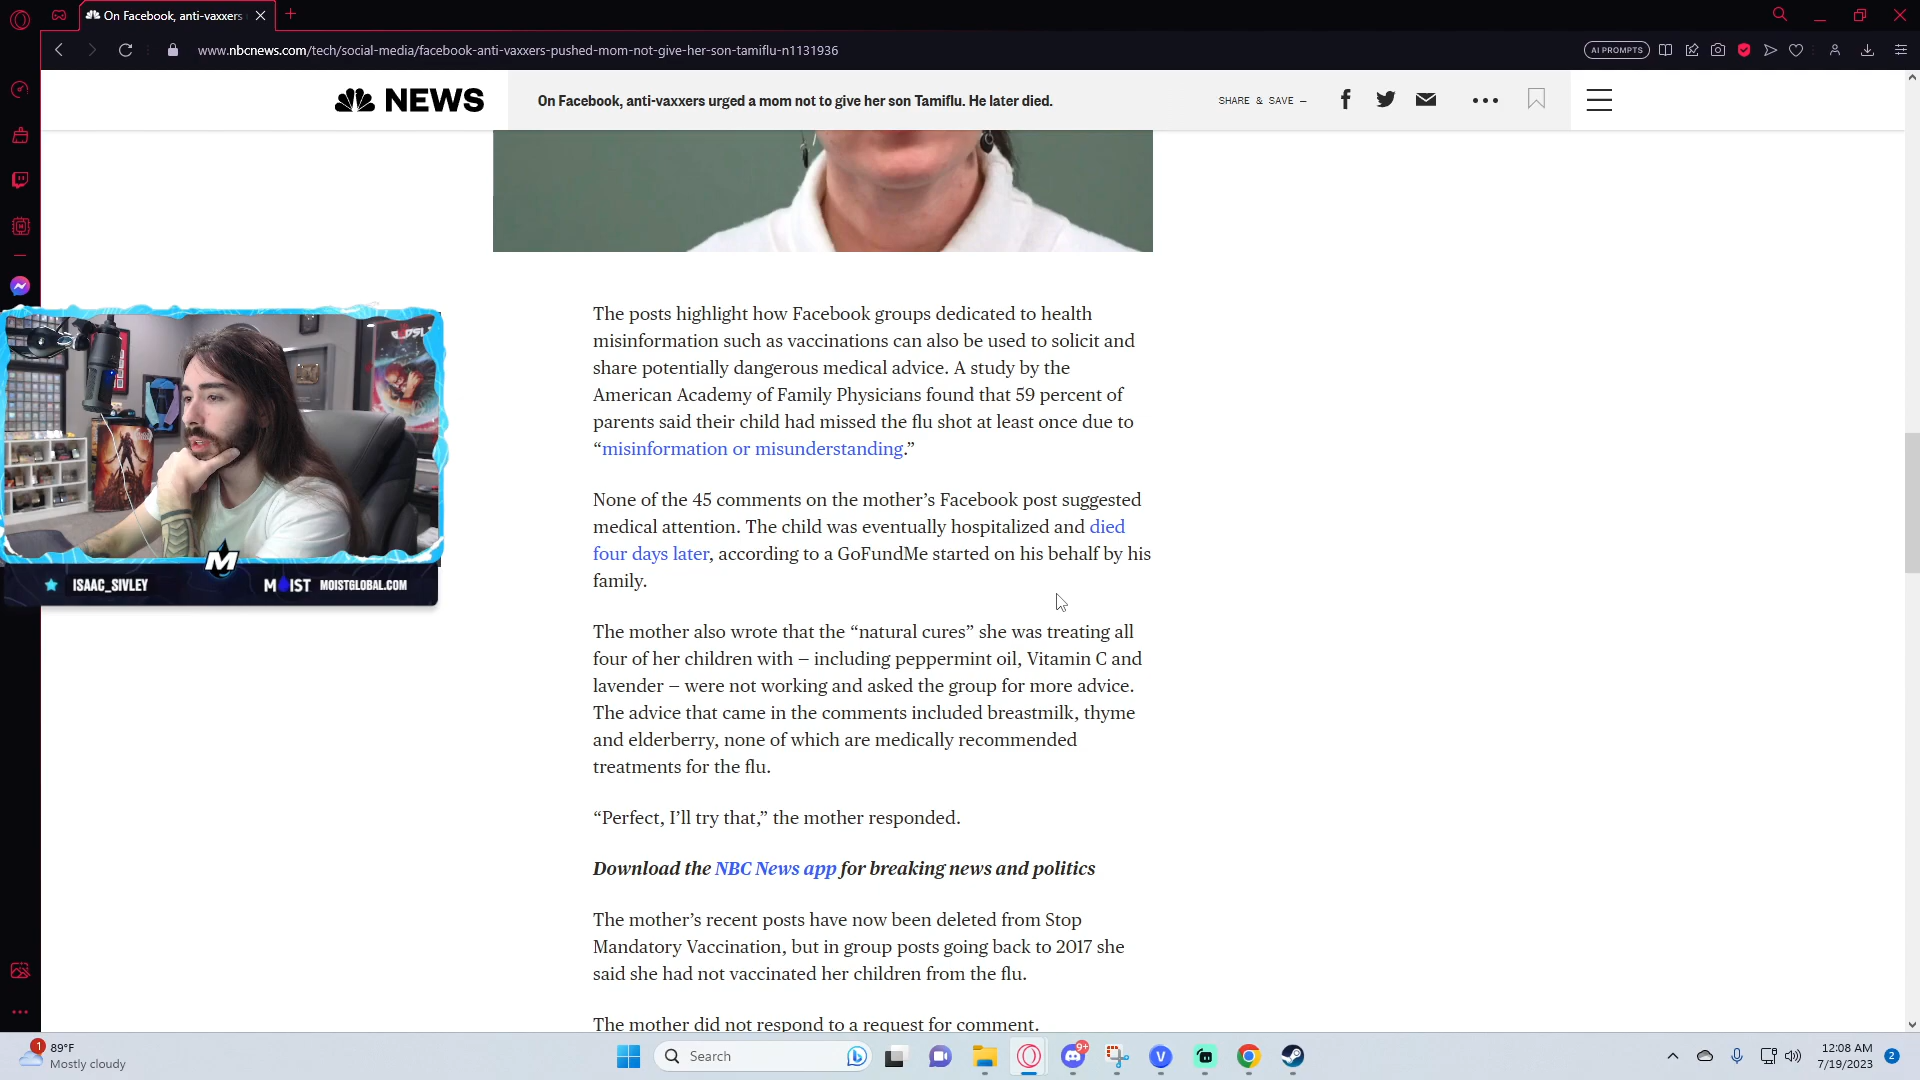 On Facebook, anti-vaxxers
www.nbcnews.com/tech/social-media/facebook-anti-vaxxers-pushed-mom-not-give-her-son-tamiflu-n1131936
AI PROMPTS
NEWS
On Facebook, anti-vaxxers urged a mom not to give her son Tamiflu. He later died.
SHARE & SAVE —
The posts highlight how Facebook groups dedicated to health
misinformation such as vaccinations can also be used to solicit and
share potentially dangerous medical advice. A study by the
American Academy of Family Physicians found that 59 percent of
parents said their child had missed the flu shot at least once due to
“misinformation or misunderstanding.”
None of the 45 comments on the mother’s Facebook post suggested
medical attention. The child was eventually hospitalized and died
four days later, according to a GoFundMe started on his behalf by his
family.
The mother also wrote that the “natural cures” she was treating all
four of her children with — including peppermint oil, Vitamin C and
lavender — were not working and asked the group for more advice.
The advice that came in the comments included breastmilk, thyme
and elderberry, none of which are medically recommended
treatments for the flu.
“Perfect, I’ll try that,” the mother responded.
Download the NBC News app for breaking news and politics
The mother’s recent posts have now been deleted from Stop
Mandatory Vaccination, but in group posts going back to 2017 she
said she had not vaccinated her children from the flu.
The mother did not respond to a request for comment.
M
ISAAC_SIVLEY
MOIST
MOISTGLOBAL.COM
1
89°F
Mostly cloudy
Search
9+
V
12:08 AM
7/19/2023
2